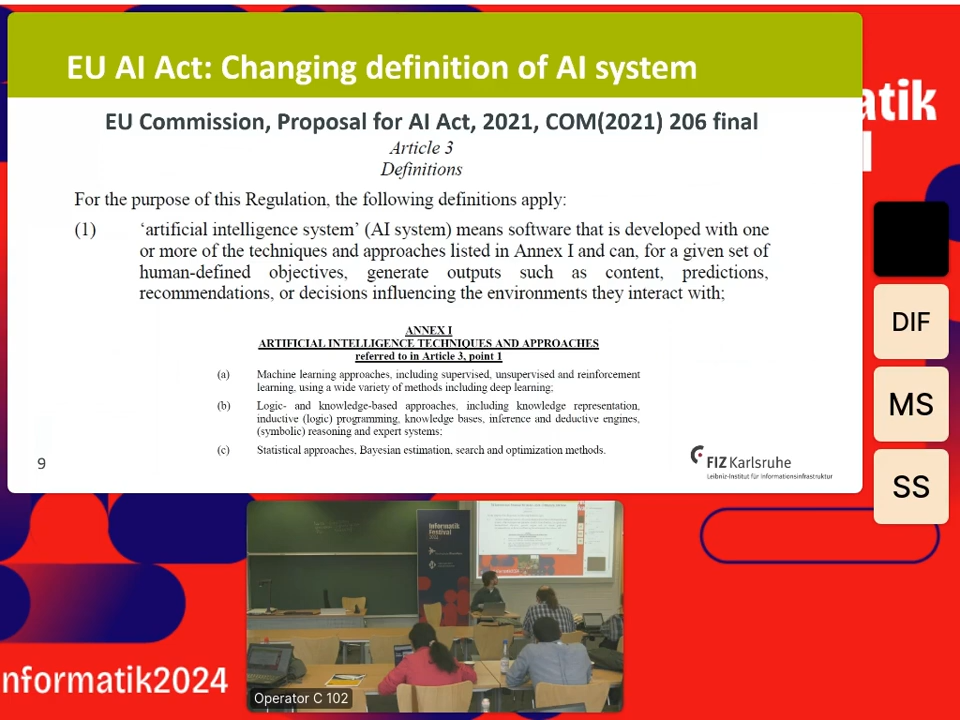 EU AI Act: Changing definition of AI system
EU Commission, Proposal for AI Act, 2021, COM(2021) 206 final
Article 3
Definitions
For the purpose of this Regulation, the following definitions apply:
(1) ‘artificial intelligence system’ (AI system) means software that is developed with one
or more of the techniques and approaches listed in Annex I and can, for a given set of
human-defined objectives, generate outputs such as content, predictions,
recommendations, or decisions influencing the environments they interact with;
ANNEX I
ARTIFICIAL INTELLIGENCE TECHNIQUES AND APPROACHES
referred to in Article 3, point 1
(a) Machine learning approaches, including supervised, unsupervised and reinforcement
learning, using a wide variety of methods including deep learning;
(b) Logic- and knowledge-based approaches, including knowledge representation,
inductive (logic) programming, knowledge bases, inference and deductive engines,
(symbolic) reasoning and expert systems;
(c) Statistical approaches, Bayesian estimation, search and optimization methods.
9
FIZ Karlsruhe
Leibniz-Institut für Informationsinfrastruktur
atik
l
DIF
MS
SS
informatik
festival
2024
Operator C 102
nformatik2024